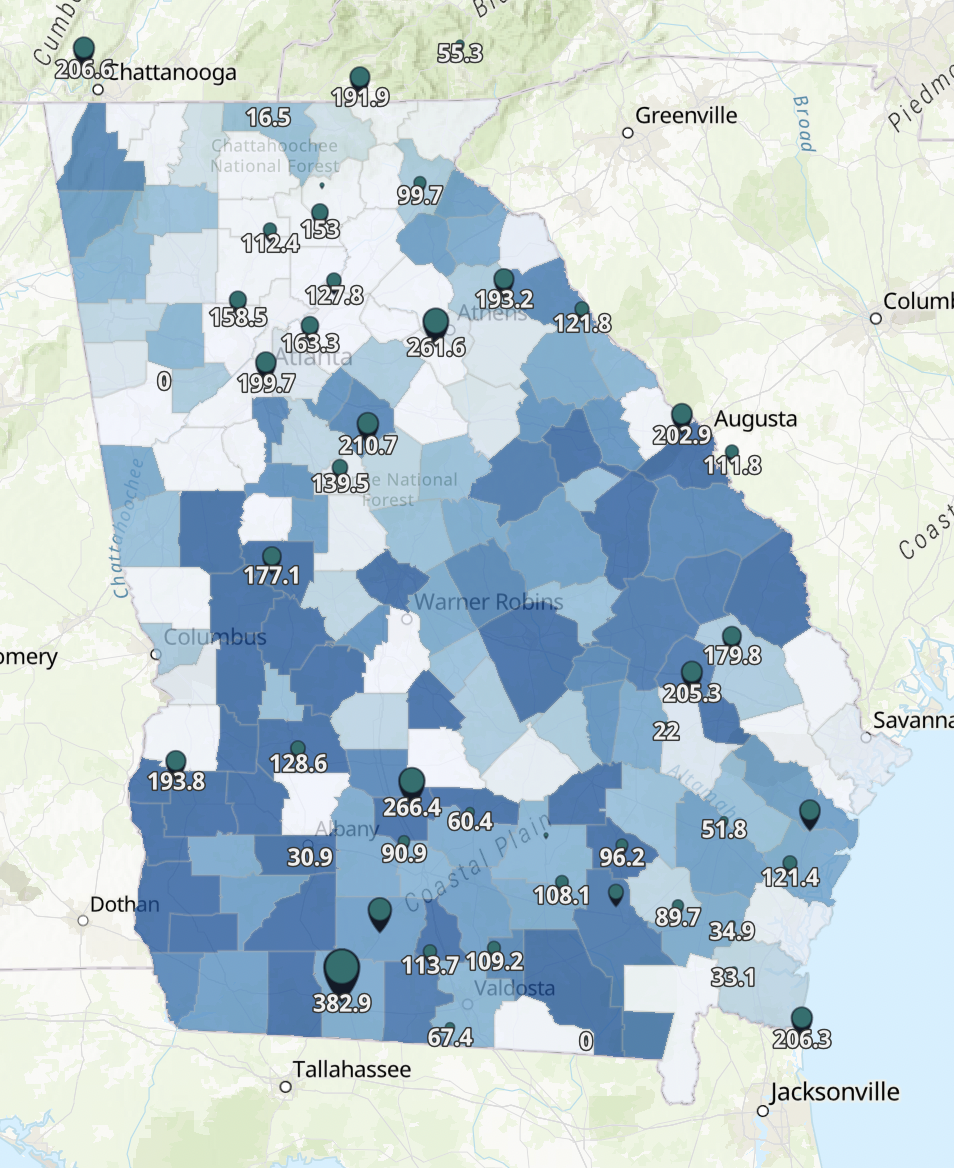 Cumb
Br
55.3
206.6
Chattanooga
191.9
Greenville
Broad
Piedmo
16.5
Chattahoochee
National Forest
99.7
153
112.4
127.8
193.2
Athens
121.8
Columb
158.5
163.3
261.6
Atlanta
0
199.7
202.9
Augusta
210.7
111.8
139.5
e National
Forest
Chattahoochee
Coast
177.1
Warner Robins
Columbus
omery
179.8
205.3
22
Savanna
193.8
128.6
Altamaha
266.4
60.4
51.8
Albany
30.9
90.9
Coastal Plain
96.2
121.4
108.1
Dothan
89.7
34.9
113.7
109.2
33.1
Valdosta
382.9
67.4
0
206.3
Tallahassee
Jacksonville